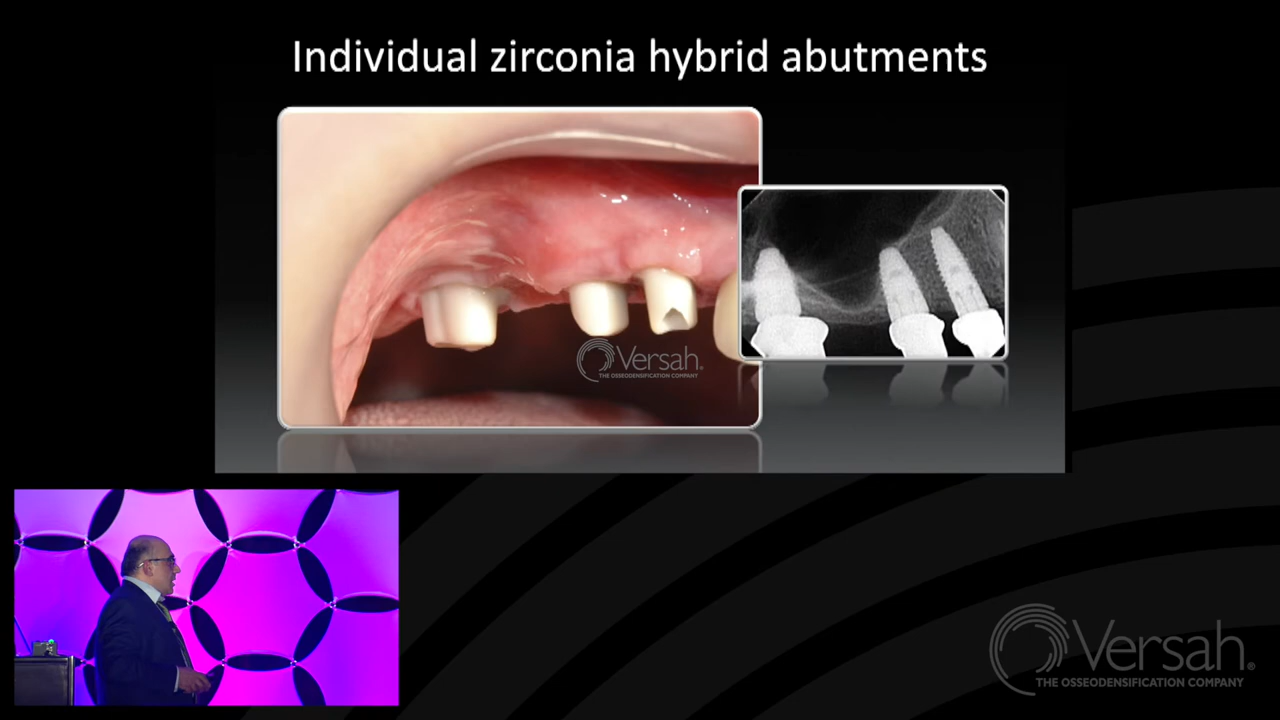 Individual zirconia hybrid abutments
Versah®
THE OSSEODENSIFICATION COMPANY
Versah®
THE OSSEODENSIFICATION COMPANY